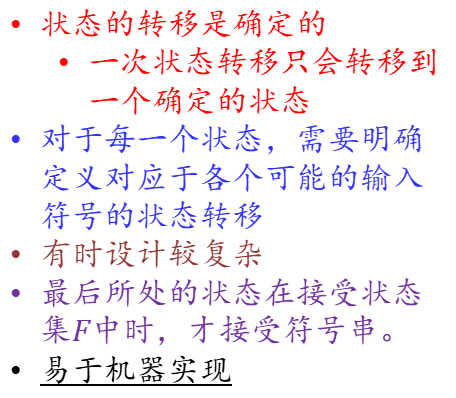 • 状态的转移是确定的
• 一次状态转移只会转移到
一个确定的状态
• 对于每一个状态，需要明确
定义对应于各个可能的输入
符号的状态转移
• 有时设计较复杂
• 最后所处的状态在接受状态
集F中时，才接受符号串。
• 易于机器实现